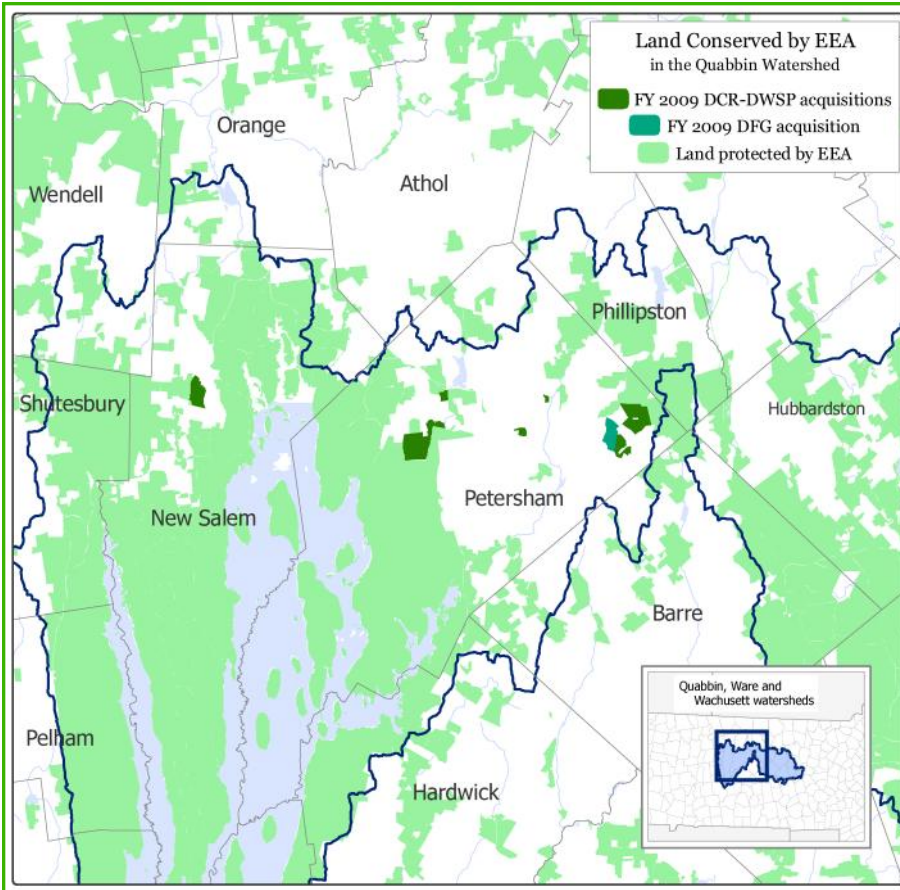 Land Conserved by EEA
in the Quabbin Watershed
FY 2009 DCR-DWSP acquisitions
FY 2009 DFG acquisition
Land protected by EEA
Orange
Athol
Wendell
Phillipston
Shutesbury
Hubbardston
Petersham
New Salem
Barre
Quabbin, Ware and
Wachusett watersheds
Pelham
Hardwick